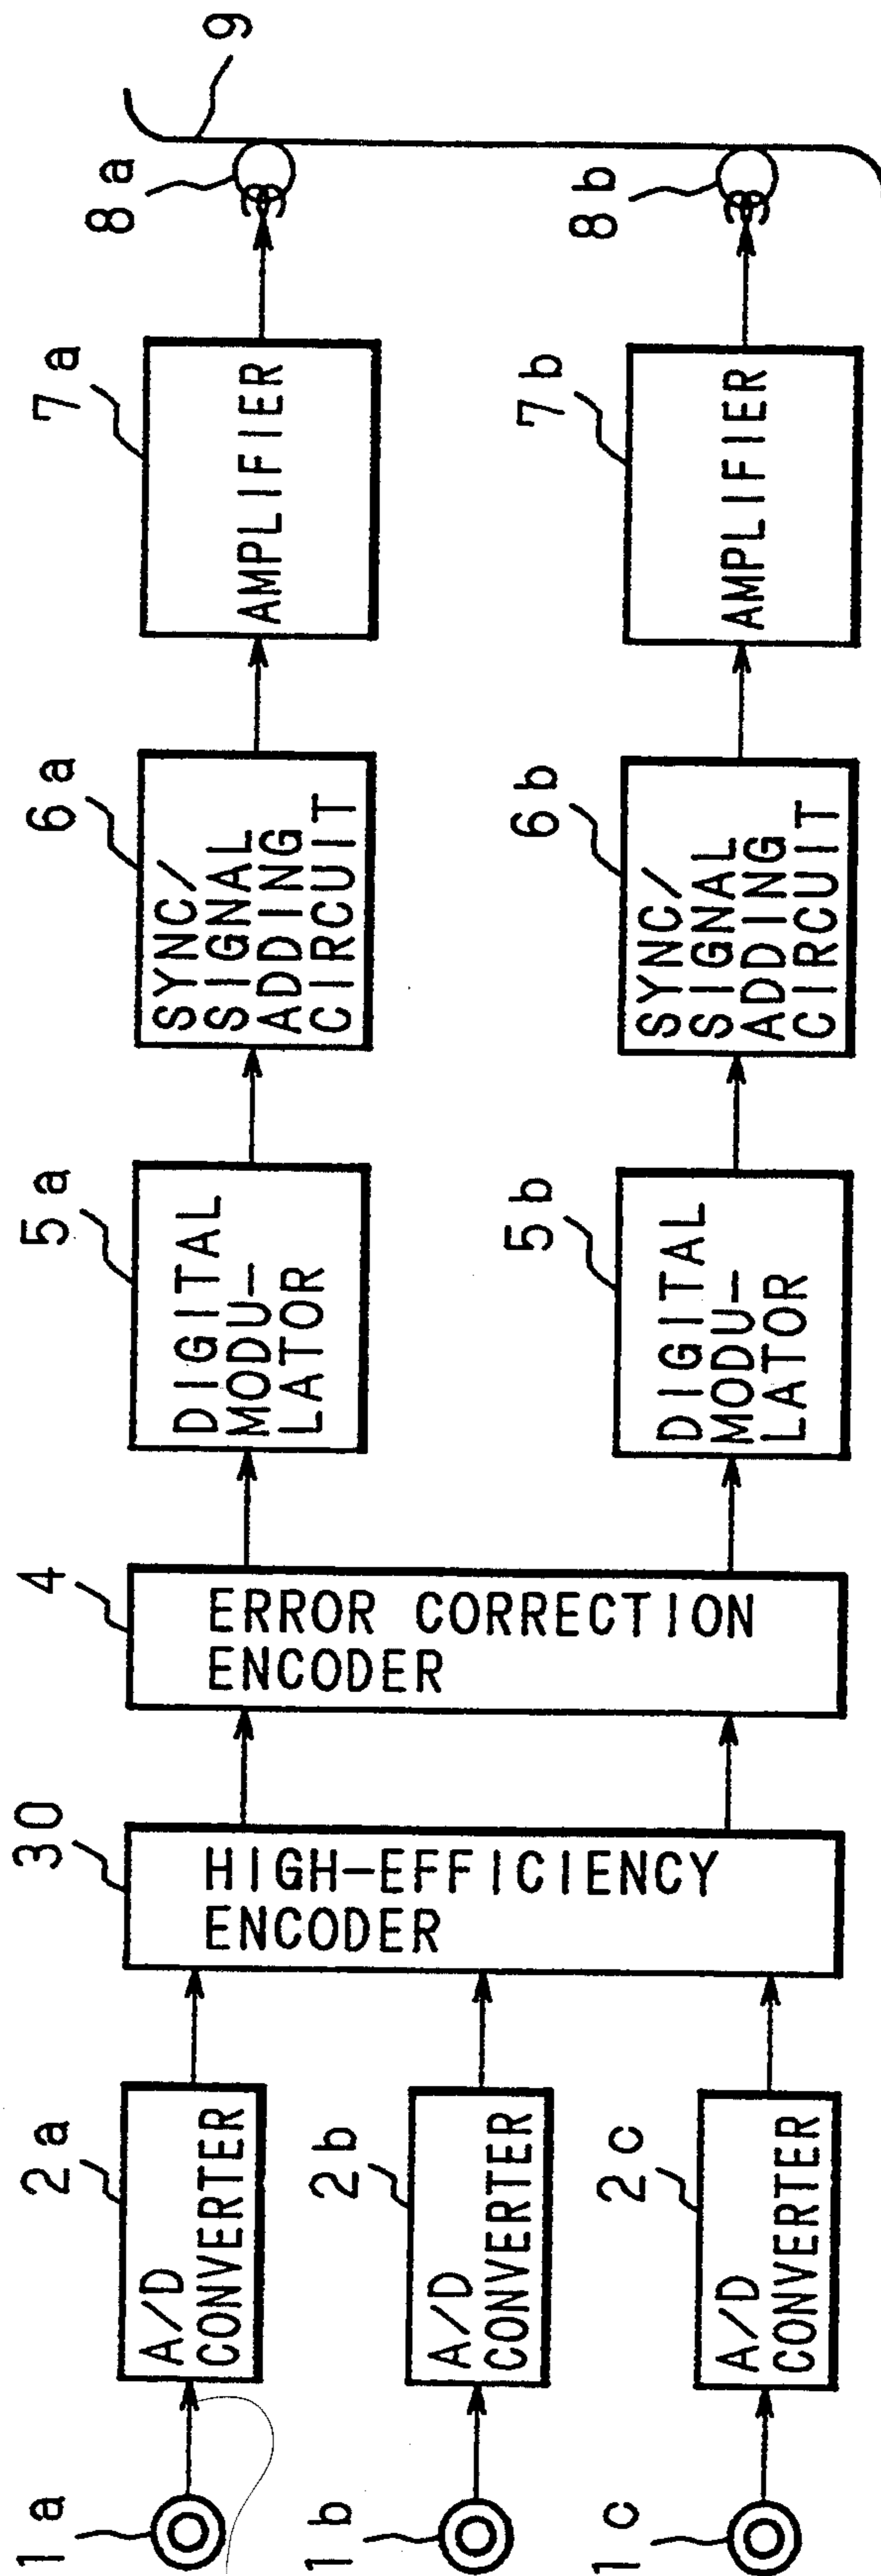 1a
2a
A/D
CONVERTER
1b
2b
A/D
CONVERTER
1c
2c
A/D
CONVERTER
30
HIGH-EFFICIENCY
ENCODER
4
ERROR CORRECTION
ENCODER
5a
DIGITAL
MODU-
LATOR
5b
DIGITAL
MODU-
LATOR
6a
SYNC/
SIGNAL
ADDING
CIRCUIT
6b
SYNC/
SIGNAL
ADDING
CIRCUIT
7a
AMPLIFIER
7b
AMPLIFIER
8a
8b
9